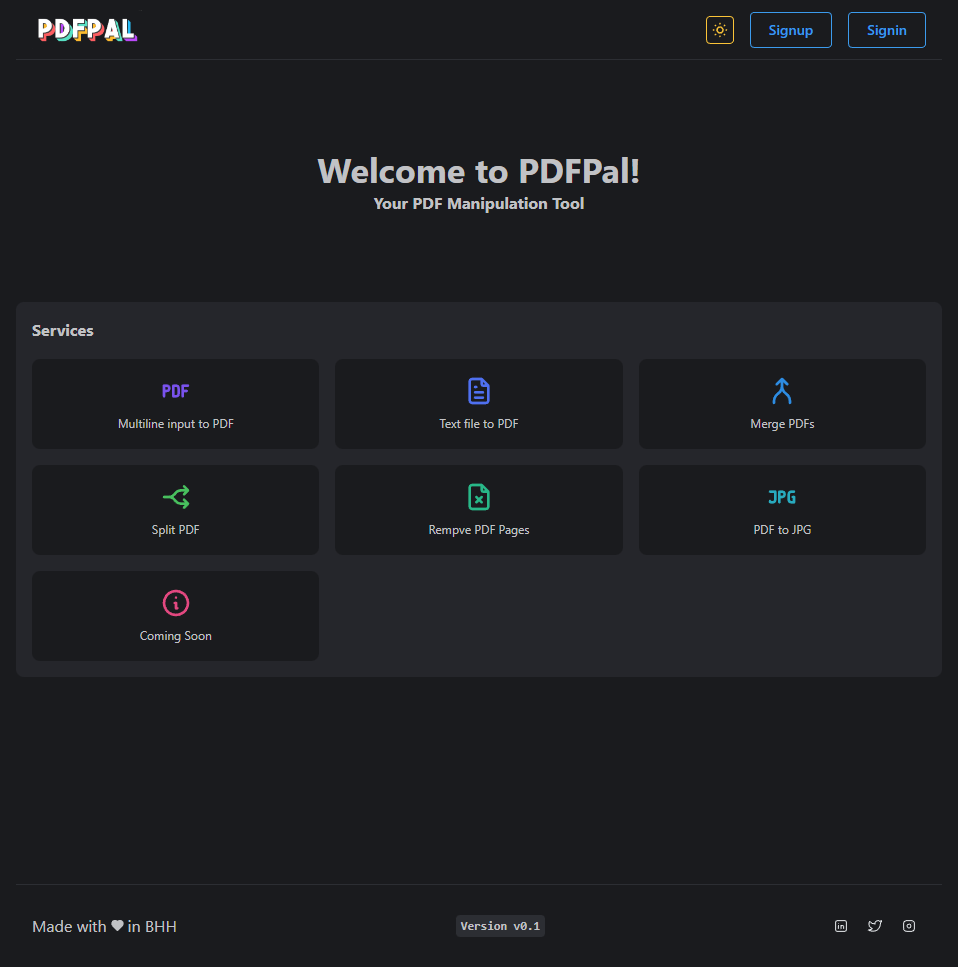 PDFPAL
Signup
Signin
Welcome to PDFPal!
Your PDF Manipulation Tool
Services
PDF
Multiline input to PDF
Text file to PDF
Merge PDFs
Split PDF
Rempve PDF Pages
JPG
PDF to JPG
Coming Soon
Made with ♥ in BHH
Version v0.1